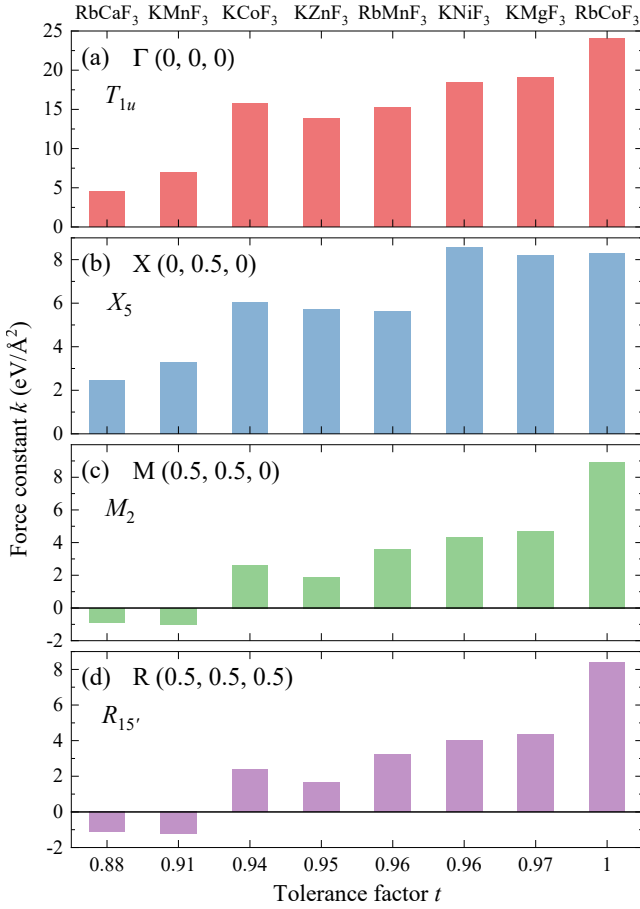 RbCaF₃ KMnF₃ KCoF₃ KZnF₃ RbMnF₃ KNiF₃ KMgF₃ RbCoF₃
(a) Γ (0, 0, 0)
T₁ᵤ
25
20
15
10
5
0
(b) X (0, 0.5, 0)
X₅
8
6
4
2
0
(c) M (0.5, 0.5, 0)
M₂
8
6
4
2
0
-2
(d) R (0.5, 0.5, 0.5)
R₁₅′
8
4
0
-2
Force constant k (eV/Å²)
0.88 0.91 0.94 0.95 0.96 0.96 0.97 1
Tolerance factor t